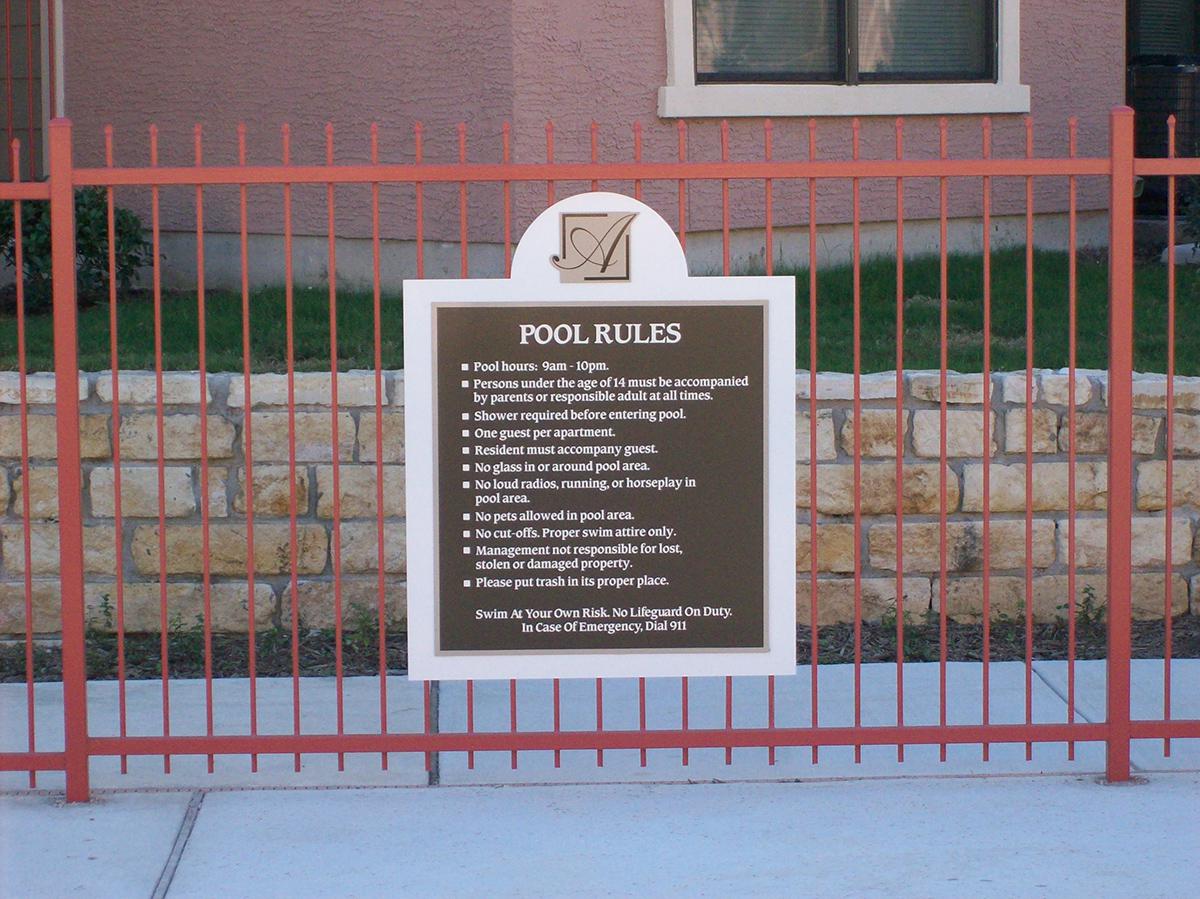 A
POOL RULES
▪ Pool hours: 9am - 10pm.
▪ Persons under the age of 14 must be accompanied
by parents or responsible adult at all times.
▪ Shower required before entering pool.
▪ One guest per apartment.
▪ Resident must accompany guest.
▪ No glass in or around pool area.
▪ No loud radios, running, or horseplay in
pool area.
▪ No pets allowed in pool area.
▪ No cut-offs. Proper swim attire only.
▪ Management not responsible for lost,
stolen or damaged property.
▪ Please put trash in its proper place.
Swim At Your Own Risk. No Lifeguard On Duty.
In Case Of Emergency, Dial 911